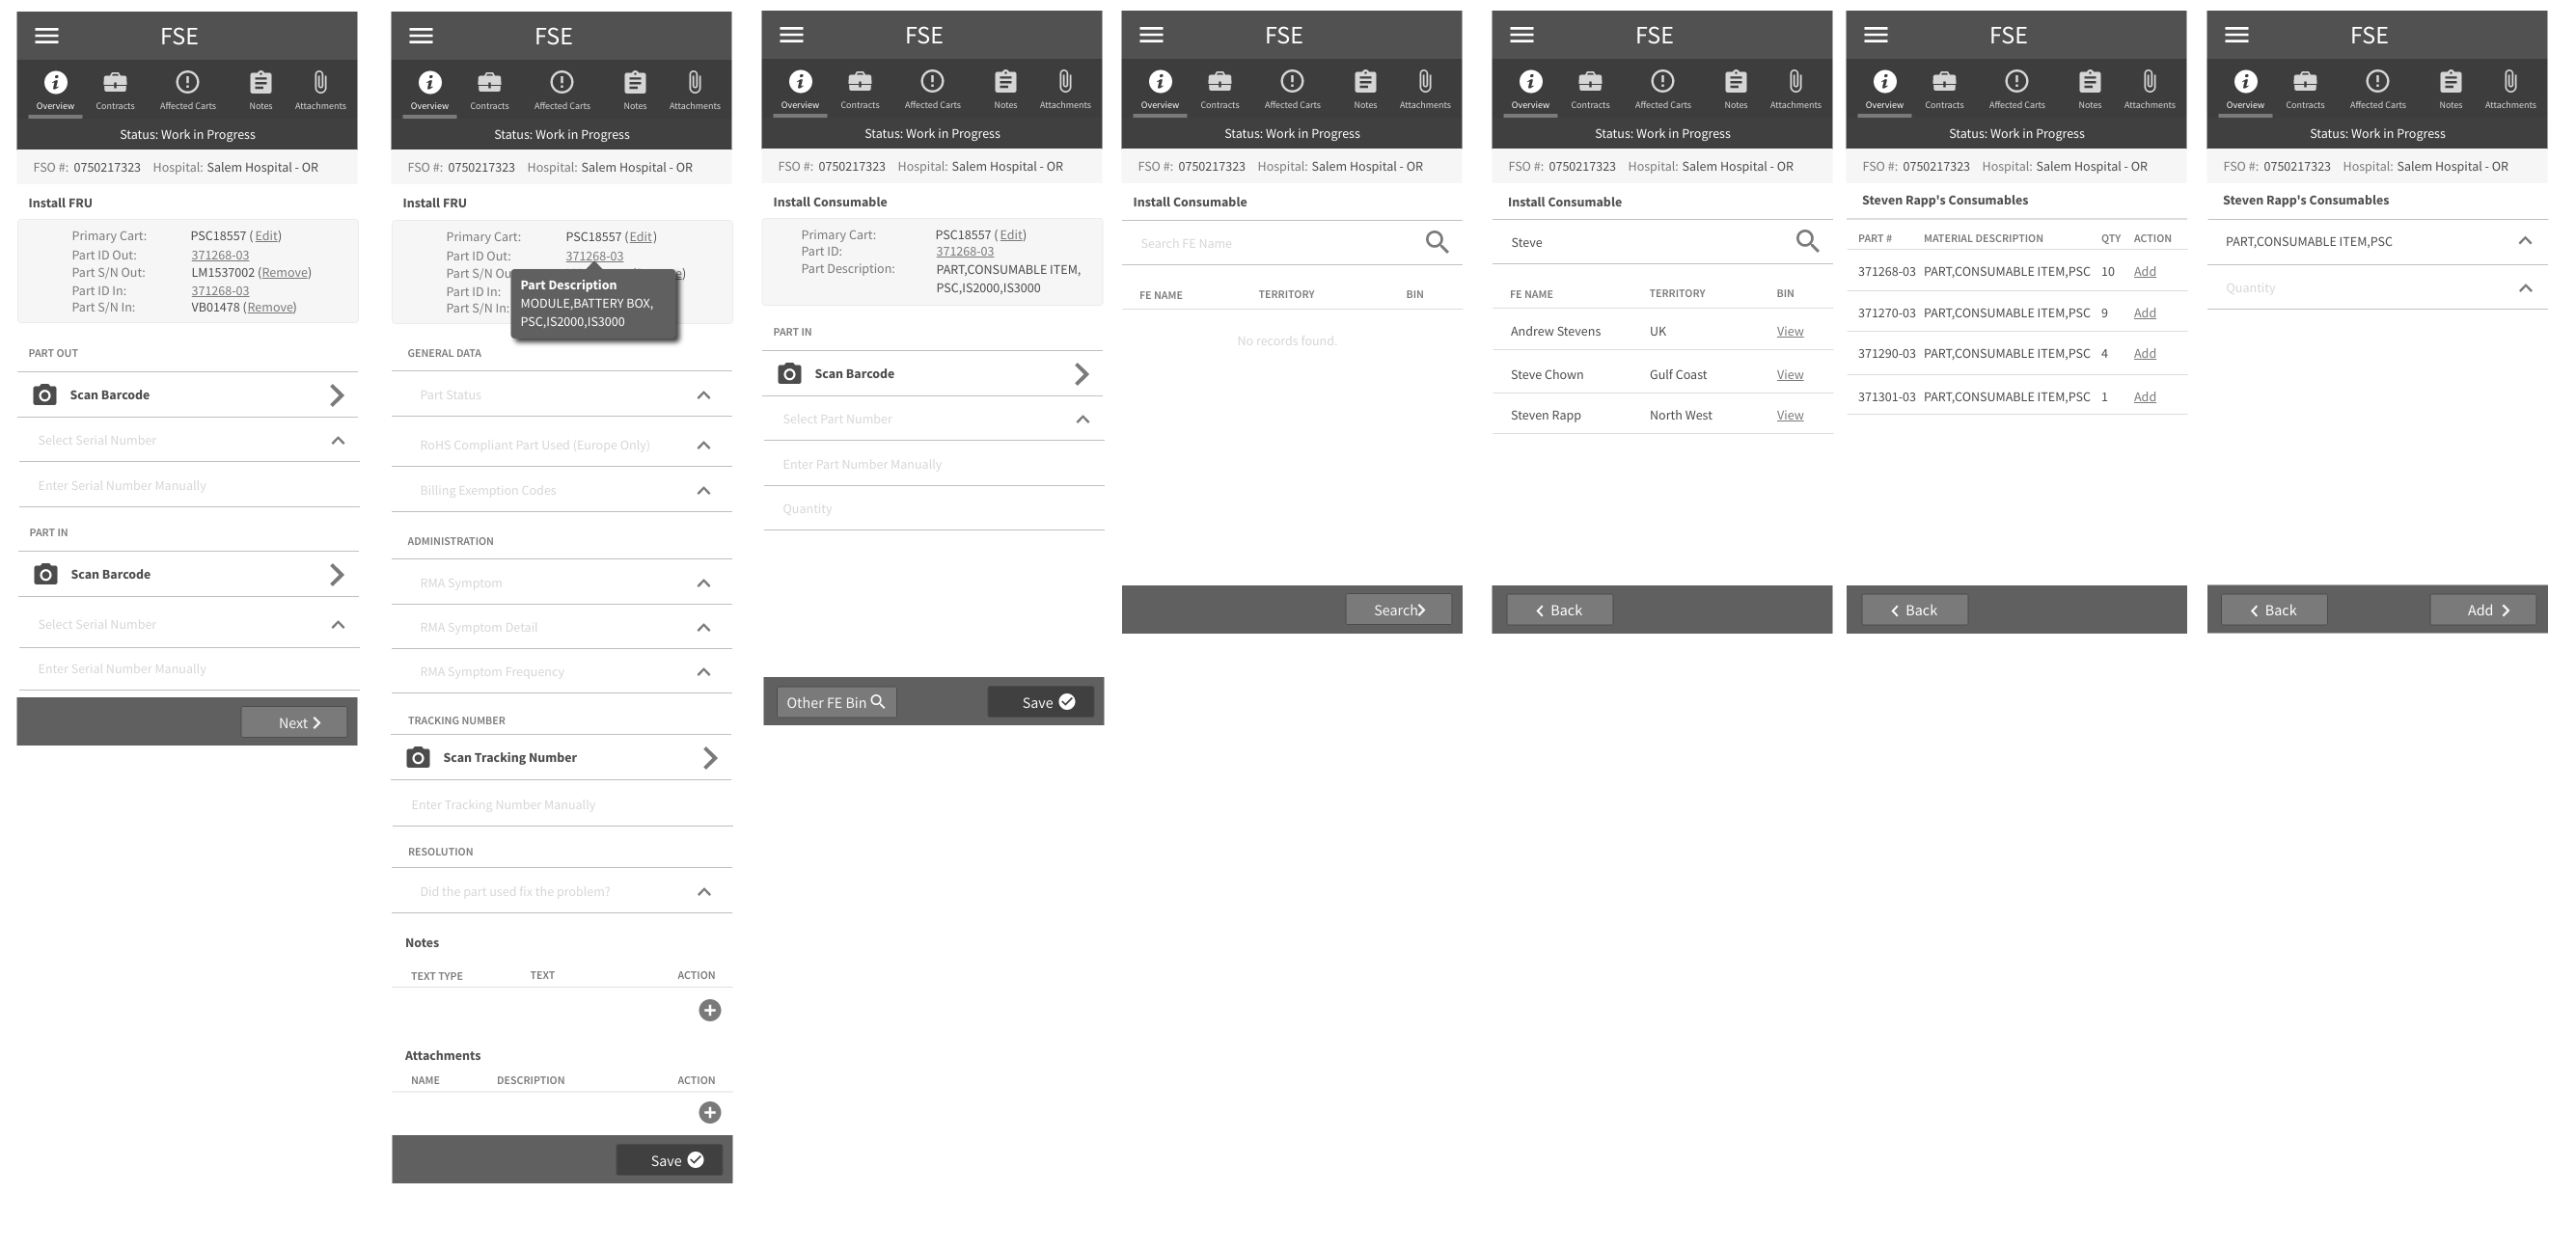 FSE
Overview Contracts Affected Carts Notes Attachments
Status: Work in Progress
FSO #: 0750217323 Hospital: Salem Hospital - OR
Install FRU
Primary Cart: PSC18557 (Edit)
Part ID Out: 371268-03
Part S/N Out: LM1537002 (Remove)
Part ID In: 371268-03
Part S/N In: VB01478 (Remove)
PART OUT
Scan Barcode
Select Serial Number
Enter Serial Number Manually
PART IN
Scan Barcode
Select Serial Number
Enter Serial Number Manually
Next
FSE
Overview Contracts Affected Carts Notes Attachments
Status: Work in Progress
FSO #: 0750217323 Hospital: Salem Hospital - OR
Install FRU
Primary Cart: PSC18557 (Edit)
Part ID Out: 371268-03
Part S/N Ou
Part ID In:
Part S/N In:
Part Description
MODULE,BATTERY BOX,
PSC,IS2000,IS3000
GENERAL DATA
Part Status
RoHS Compliant Part Used (Europe Only)
Billing Exemption Codes
ADMINISTRATION
RMA Symptom
RMA Symptom Detail
RMA Symptom Frequency
TRACKING NUMBER
Scan Tracking Number
Enter Tracking Number Manually
RESOLUTION
Did the part used fix the problem?
Notes
TEXT TYPE TEXT ACTION
Attachments
NAME DESCRIPTION ACTION
Save
FSE
Overview Contracts Affected Carts Notes Attachments
Status: Work in Progress
FSO #: 0750217323 Hospital: Salem Hospital - OR
Install Consumable
Primary Cart: PSC18557 (Edit)
Part ID: 371268-03
Part Description: PART,CONSUMABLE ITEM,
PSC,IS2000,IS3000
PART IN
Scan Barcode
Select Part Number
Enter Part Number Manually
Quantity
Other FE Bin Save
FSE
Overview Contracts Affected Carts Notes Attachments
Status: Work in Progress
FSO #: 0750217323 Hospital: Salem Hospital - OR
Install Consumable
Search FE Name
FE NAME TERRITORY BIN
No records found.
Search
FSE
Overview Contracts Affected Carts Notes Attachments
Status: Work in Progress
FSO #: 0750217323 Hospital: Salem Hospital - OR
Install Consumable
Steve
FE NAME TERRITORY BIN
Andrew Stevens UK View
Steve Chown Gulf Coast View
Steven Rapp North West View
Back
FSE
Overview Contracts Affected Carts Notes Attachments
Status: Work in Progress
FSO #: 0750217323 Hospital: Salem Hospital - OR
Steven Rapp's Consumables
PART # MATERIAL DESCRIPTION QTY ACTION
371268-03 PART,CONSUMABLE ITEM,PSC 10 Add
371270-03 PART,CONSUMABLE ITEM,PSC 9 Add
371290-03 PART,CONSUMABLE ITEM,PSC 4 Add
371301-03 PART,CONSUMABLE ITEM,PSC 1 Add
Back
FSE
Overview Contracts Affected Carts Notes Attachments
Status: Work in Progress
FSO #: 0750217323 Hospital: Salem Hospital - OR
Steven Rapp's Consumables
PART,CONSUMABLE ITEM,PSC
Quantity
Back Add